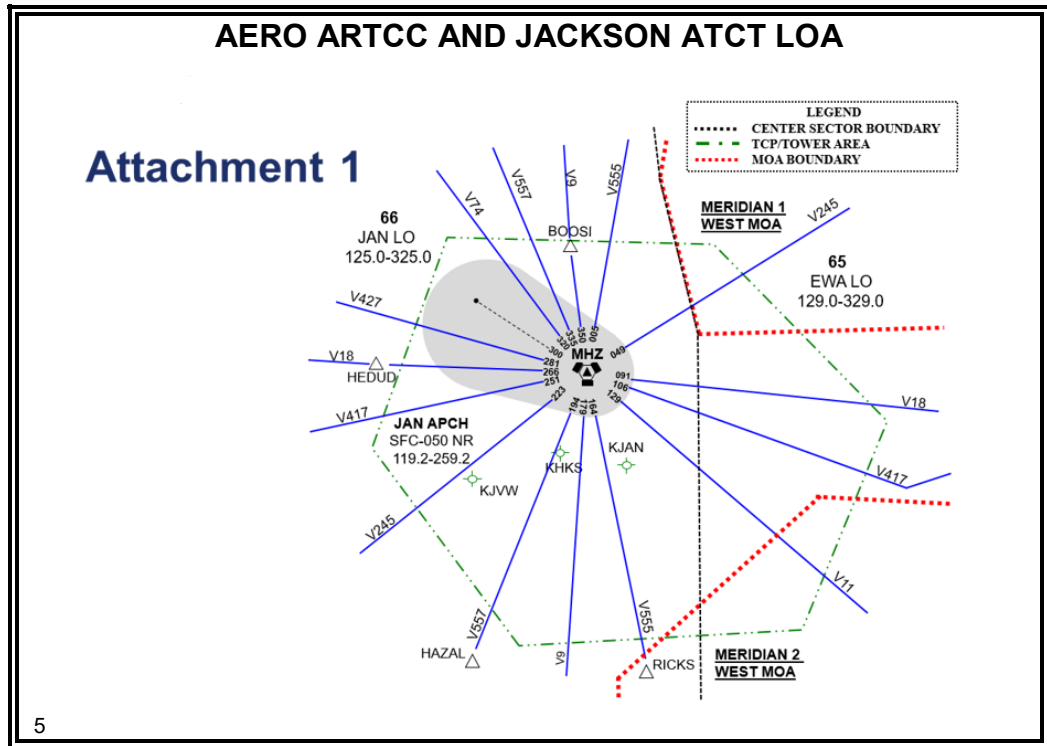 AERO ARTCC AND JACKSON ATCT LOA
Attachment 1
LEGEND
CENTER SECTOR BOUNDARY
TCP/TOWER AREA
MOA BOUNDARY
V74
V557
V9
V555
MERIDIAN 1
WEST MOA
V245
66
JAN LO
125.0-325.0
BOOSI
65
EWA LO
129.0-329.0
V427
V18
HEDUD
V417
320
335
350
005
300
MHZ
049
281
266
251
223
194
179
164
129
106
091
V18
V417
JAN APCH
SFC-050 NR
119.2-259.2
KJVW
KHKS
KJAN
V245
V11
V557
V9
V555
HAZAL
RICKS
MERIDIAN 2
WEST MOA
5